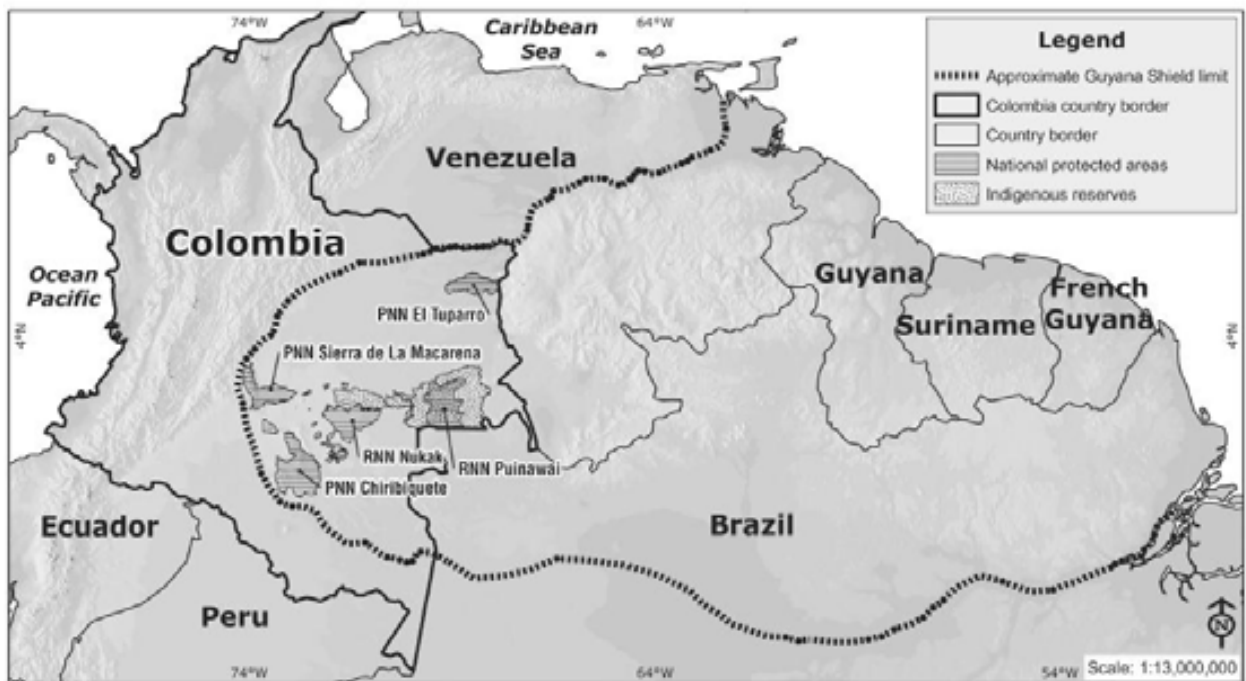 74°W
64°W
Caribbean
Sea
Legend
Approximate Guyana Shield limit
Colombia country border
Country border
National protected areas
Indigenous reserves
Venezuela
Colombia
Ocean
Pacific
Guyana
French
Guyana
Suriname
PNN El Tuparro
4°N
4°N
PNN Sierra de La Macarena
RNN Nukak
RNN Puinawai
PNN Chiribiquete
Ecuador
Brazil
Peru
N
74°W
64°W
54°W
Scale: 1:13,000,000